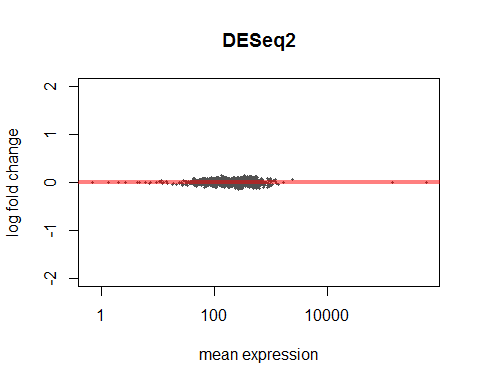 DESeq2
2
1
0
-1
-2
log fold change
1 100 10000
mean expression